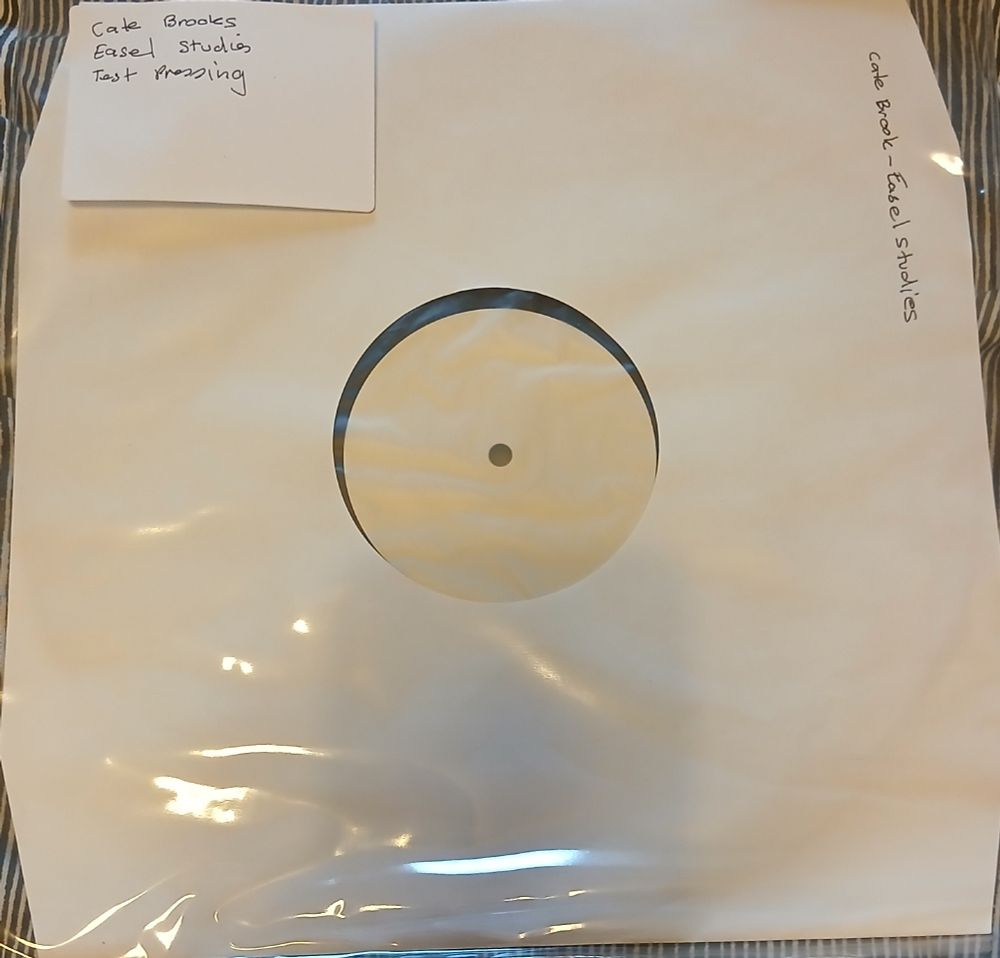 Cate Brooks
Easel Studies
Test Pressing
Cate Brook - Easel Studies